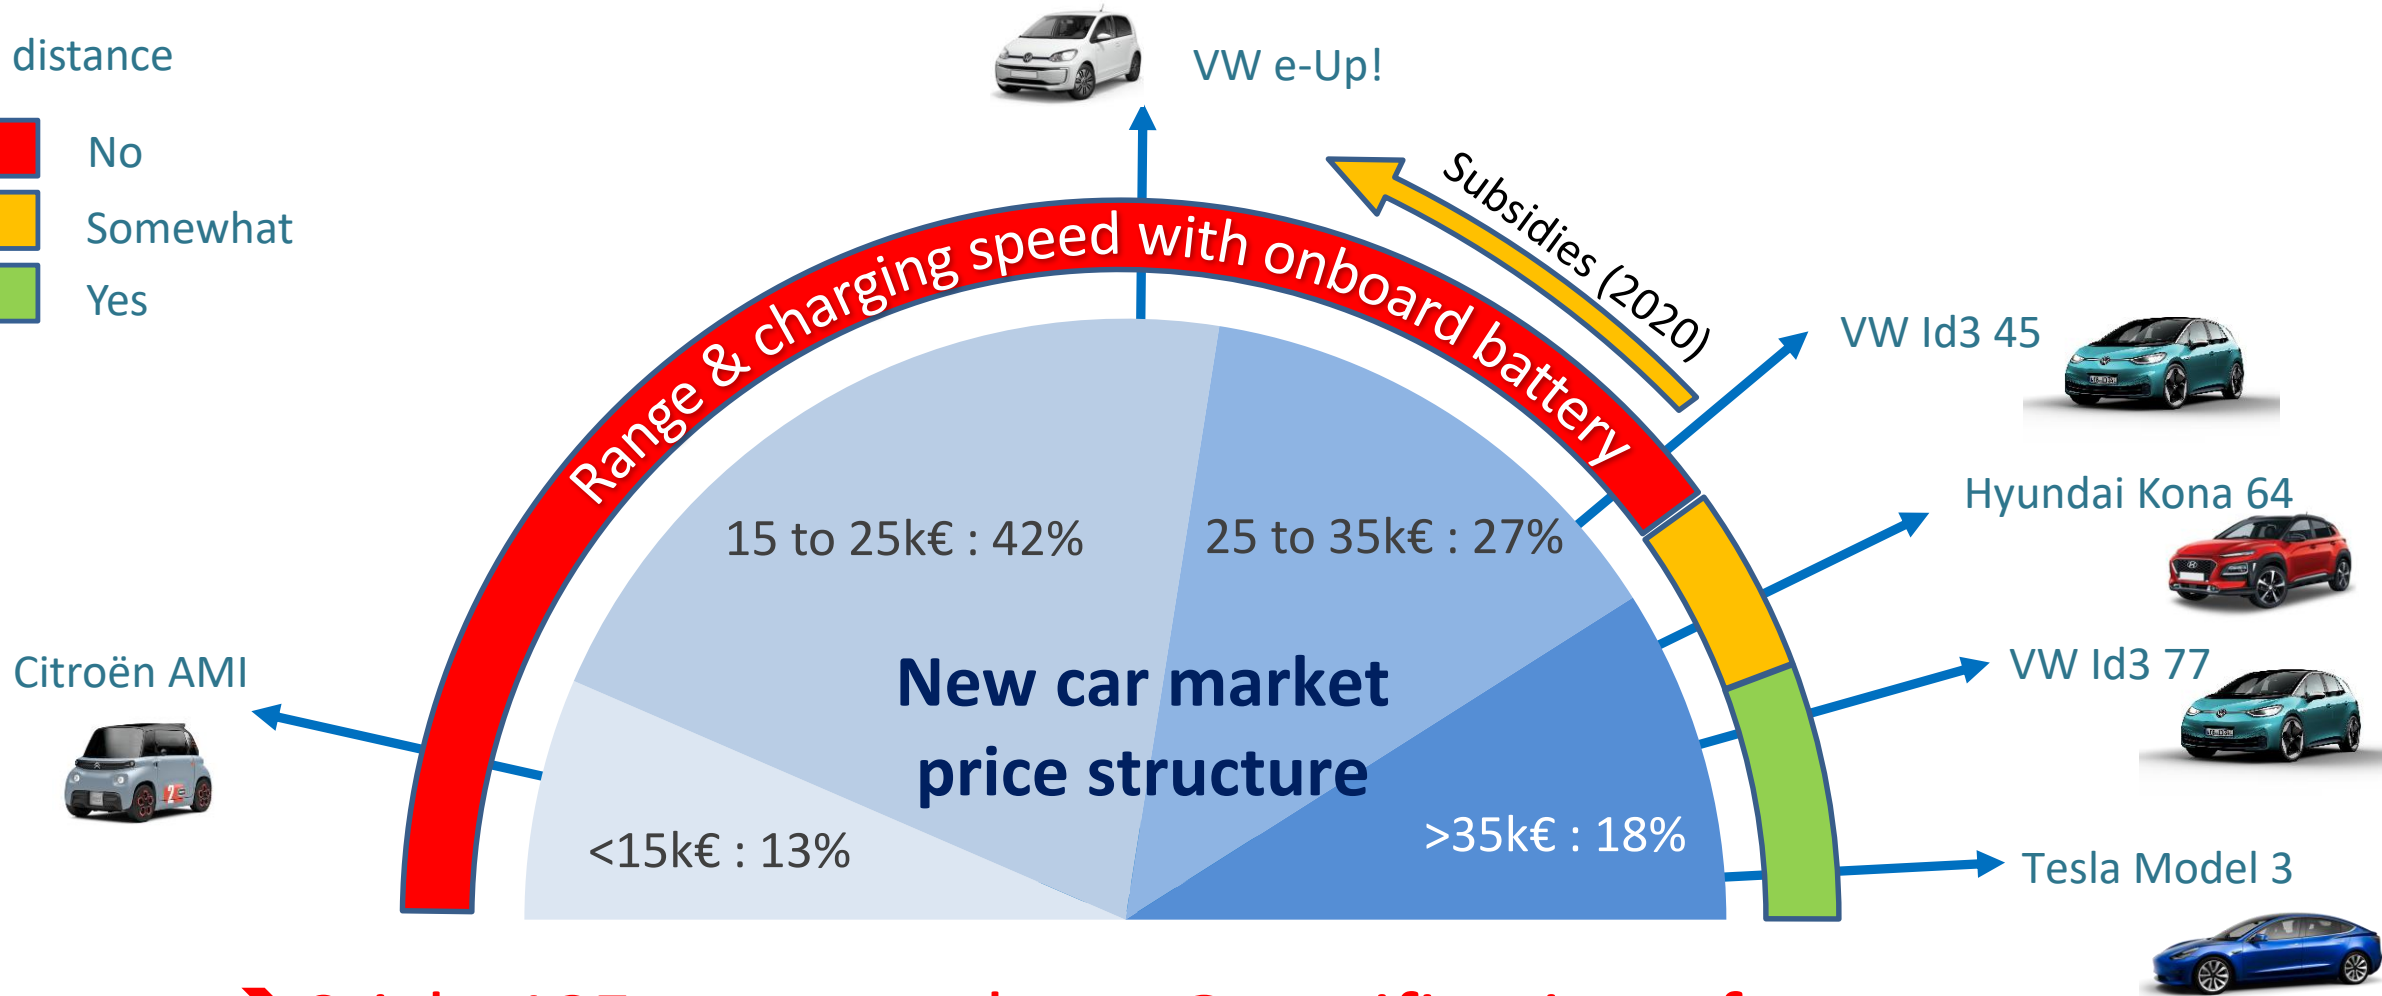 distance
No
Somewhat
Yes
VW e-Up!
Subsidies (2020)
Range & charging speed with onboard battery
VW Id3 45
Hyundai Kona 64
VW Id3 77
Tesla Model 3
Citroën AMI
15 to 25k€ : 42%
25 to 35k€ : 27%
New car market
price structure
<15k€ : 13%
>35k€ : 18%